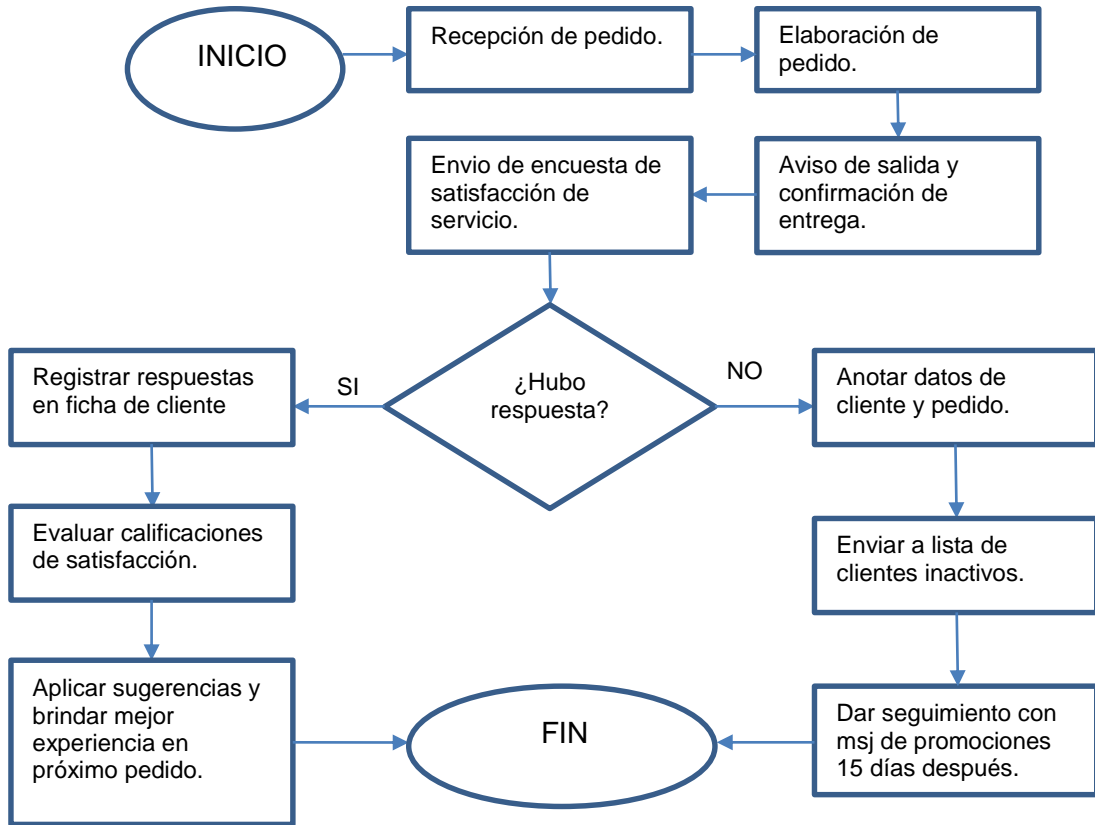 INICIO
Recepción de pedido.
Elaboración de
pedido.
Aviso de salida y
confirmación de
entrega.
Envio de encuesta de
satisfacción de
servicio.
¿Hubo
respuesta?
SI
Registrar respuestas
en ficha de cliente
Evaluar calificaciones
de satisfacción.
Aplicar sugerencias y
brindar mejor
experiencia en
próximo pedido.
NO
Anotar datos de
cliente y pedido.
Enviar a lista de
clientes inactivos.
Dar seguimiento con
msj de promociones
15 días después.
FIN